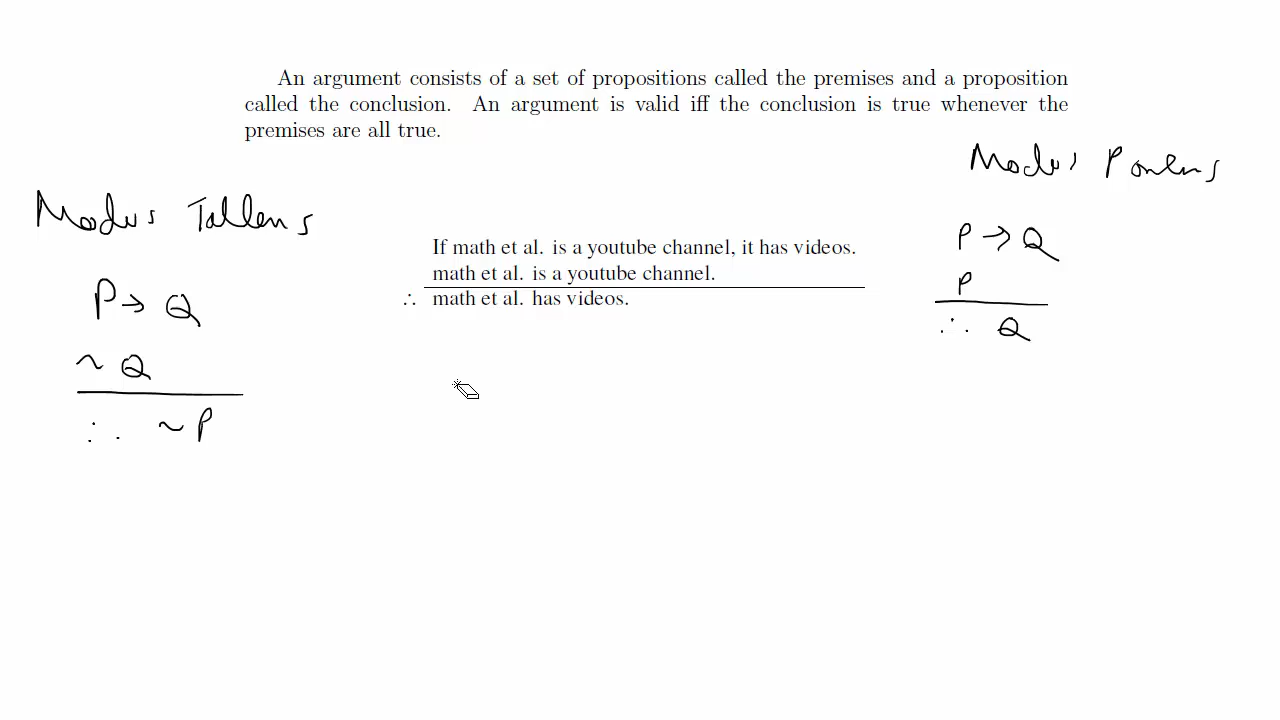 An argument consists of a set of propositions called the premises and a proposition
called the conclusion. An argument is valid iff the conclusion is true whenever the
premises are all true.
Modus Ponens
Modus Tallens
If math et al. is a youtube channel, it has videos.
math et al. is a youtube channel.
∴ math et al. has videos.
P → Q
P
∴ Q
P → Q
~ Q
∴ ~ P